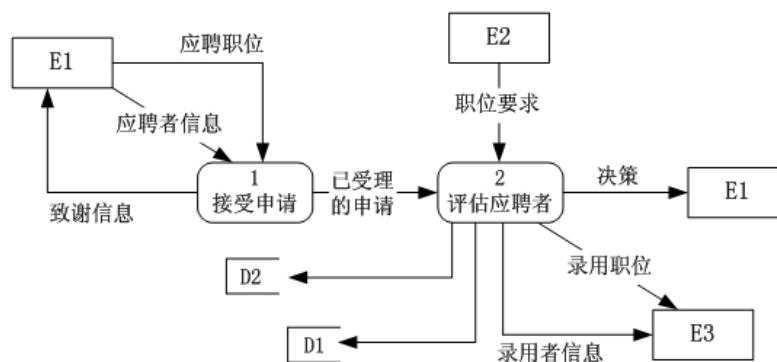 应聘职位
E1
E2
应聘者信息
职位要求
1
接受申请
已受理
的申请
2
评估应聘者
决策
E1
致谢信息
D2
录用职位
D1
E3
录用者信息